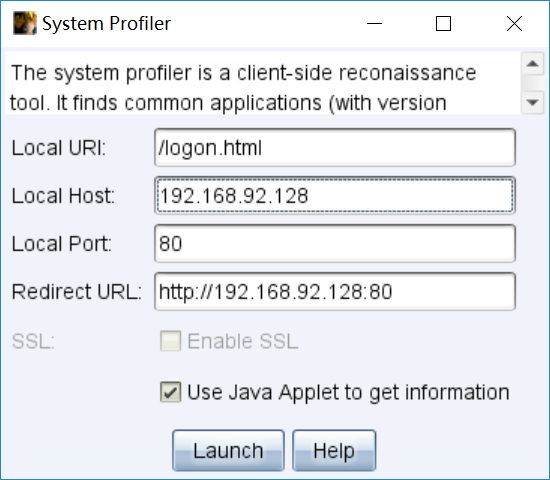 System Profiler
The system profiler is a client-side reconaissance
tool. It finds common applications (with version
Local URI: /logon.html
Local Host: 192.168.92.128
Local Port: 80
Redirect URL: http://192.168.92.128:80
SSL: Enable SSL
Use Java Applet to get information
Launch Help